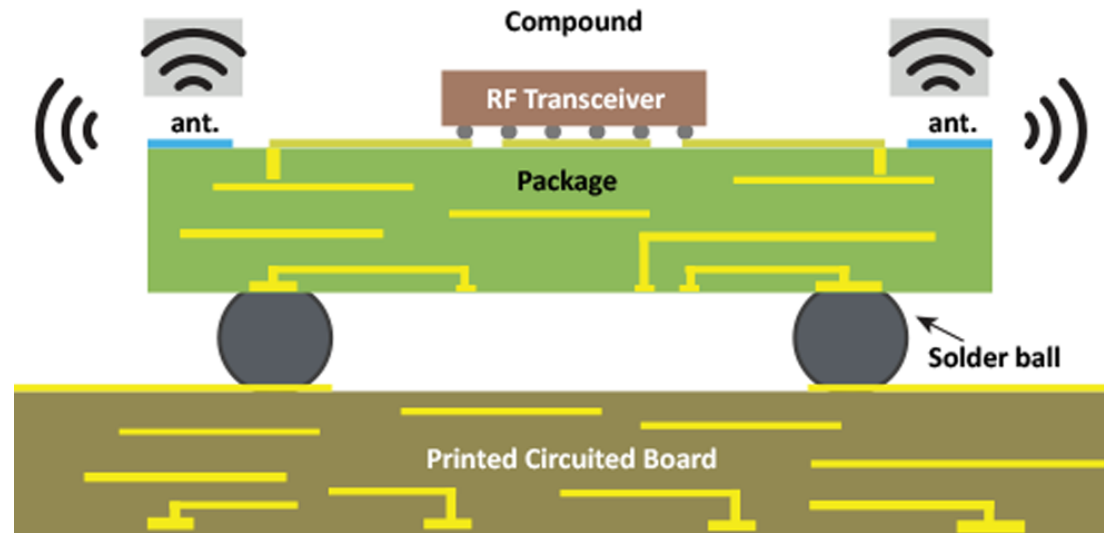 Compound
RF Transceiver
ant.
ant.
Package
Solder ball
Printed Circuited Board